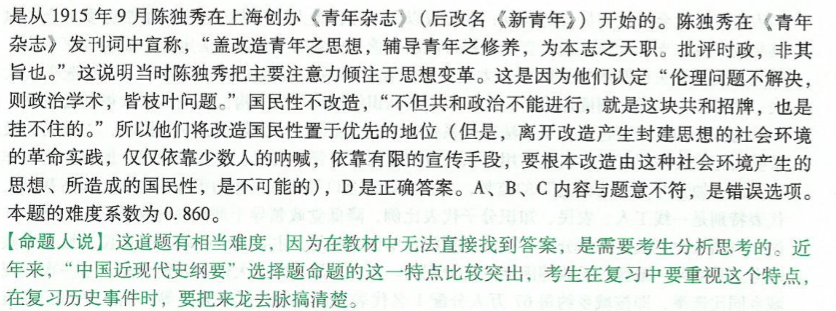 是从 1915 年 9 月陈独秀在上海创办《青年杂志》（后改名《新青年》）开始的。陈独秀在《青年
杂志》发刊词中宣称，“盖改造青年之思想，辅导青年之修养，为本志之天职。批评时政，非其
旨也。”这说明当时陈独秀把主要注意力倾注于思想变革。这是因为他们认定“伦理问题不解决，
则政治学术，皆枝叶问题。”国民性不改造，“不但共和政治不能进行，就是这块共和招牌，也是
挂不住的。”所以他们将改造国民性置于优先的地位（但是，离开改造产生封建思想的社会环境
的革命实践，仅仅依靠少数人的呐喊，依靠有限的宣传手段，要根本改造由这种社会环境产生的
思想、所造成的国民性，是不可能的），D 是正确答案。A、B、C 内容与题意不符，是错误选项。
本题的难度系数为 0.860。
【命题人说】这道题有相当难度，因为在教材中无法直接找到答案，是需要考生分析思考的。近
年来，“中国近现代史纲要”选择题命题的这一特点比较突出，考生在复习中要重视这个特点，
在复习历史事件时，要把来龙去脉搞清楚。